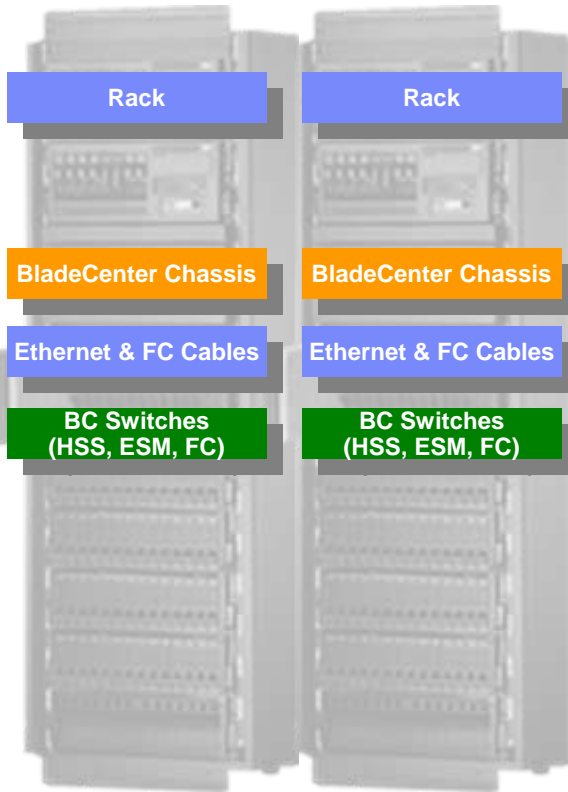 Rack
Rack
BladeCenter Chassis
BladeCenter Chassis
Ethernet & FC Cables
Ethernet & FC Cables
BC Switches
(HSS, ESM, FC)
BC Switches
(HSS, ESM, FC)